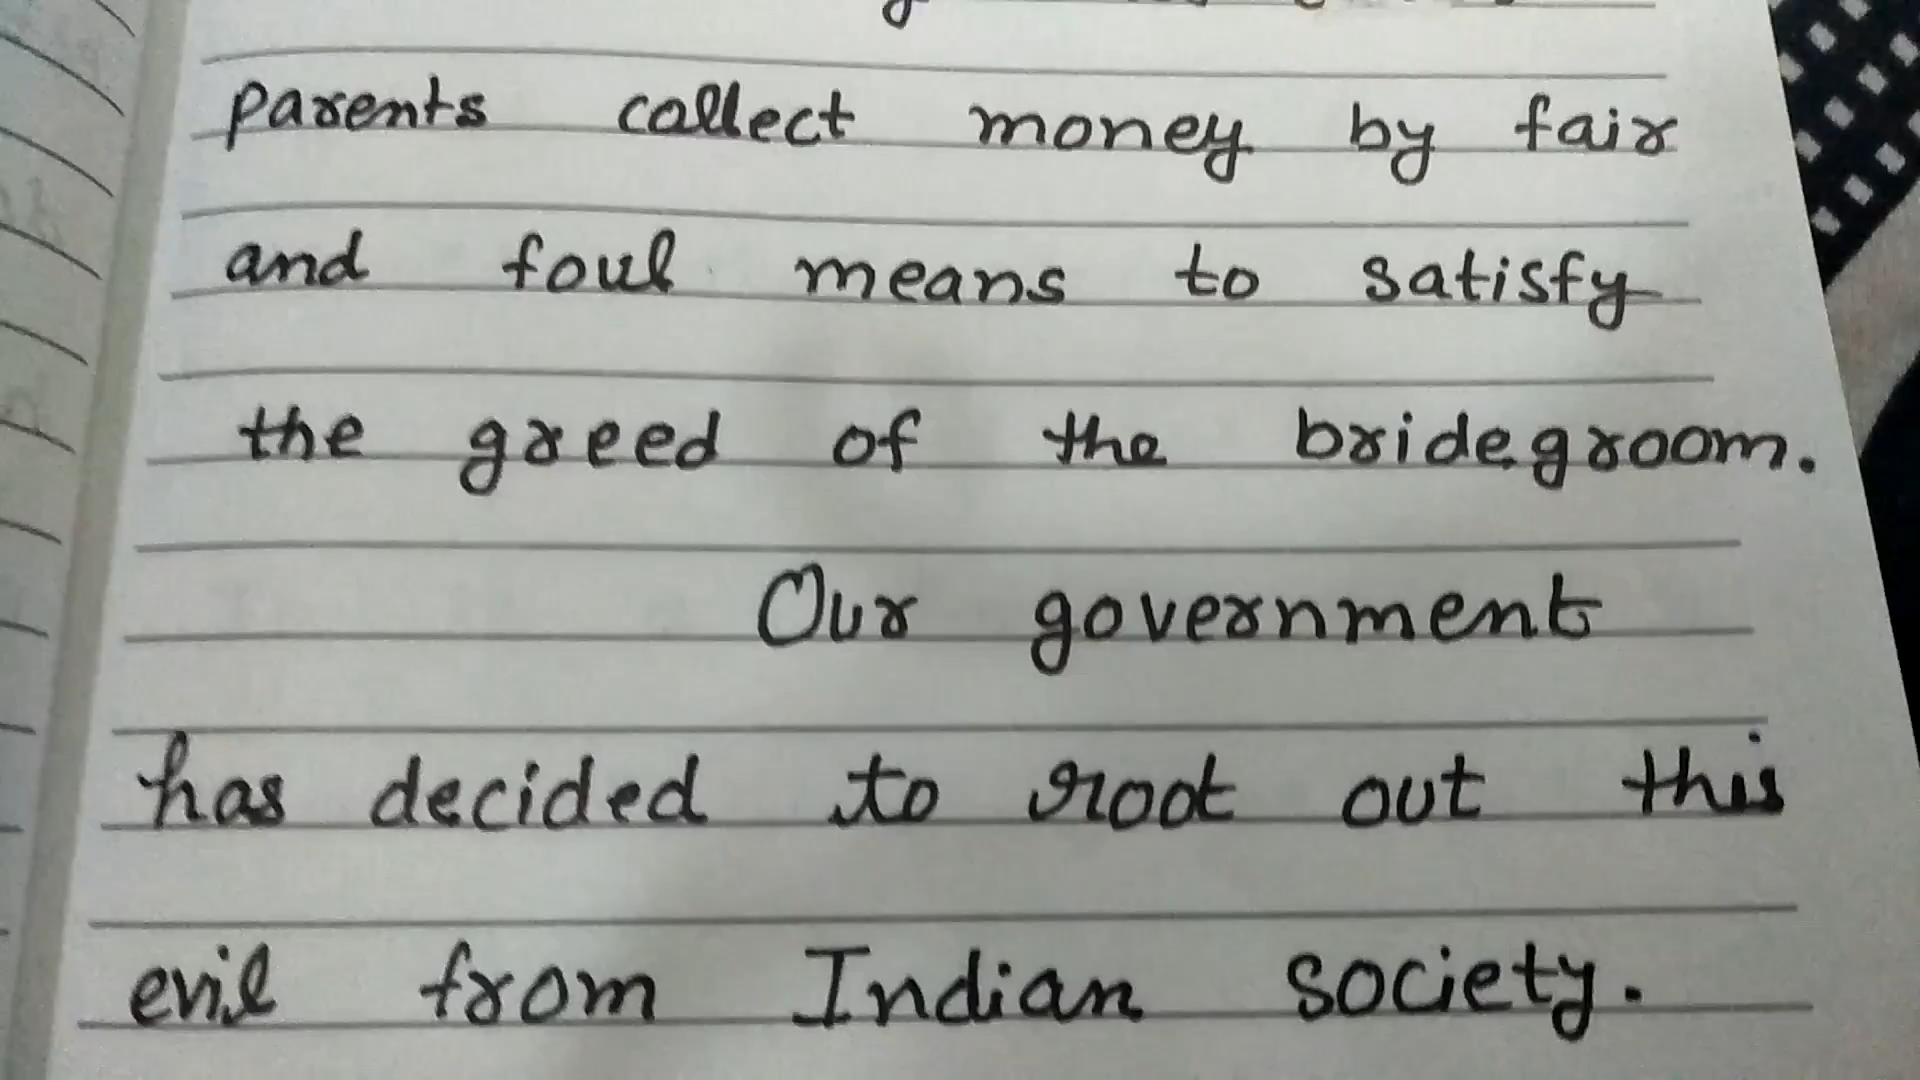 parents collect money by fair
and foul means to satisfy
the greed of the bridegroom.
Our government
has decided to root out this
evil from Indian society.